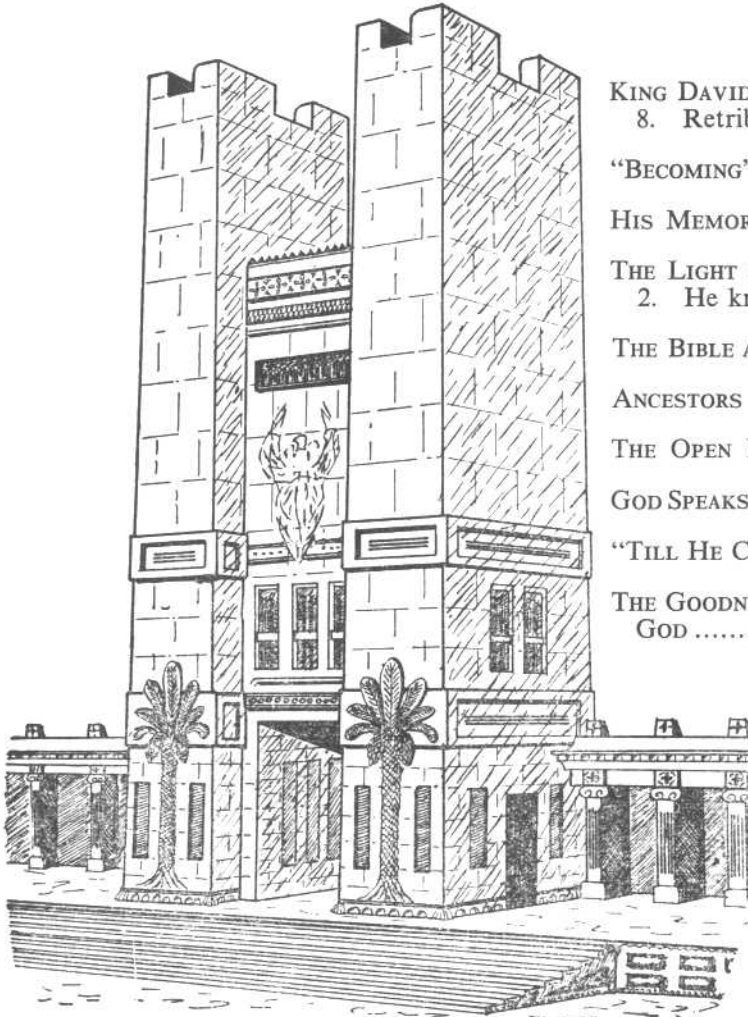 KING DAVID
8. Retrib
"BECOMING"
HIS MEMOR
THE LIGHT
2. He kn
THE BIBLE A
ANCESTORS
THE OPEN
GOD SPEAKS
"TILL HE C
THE GOODN
GOD ......